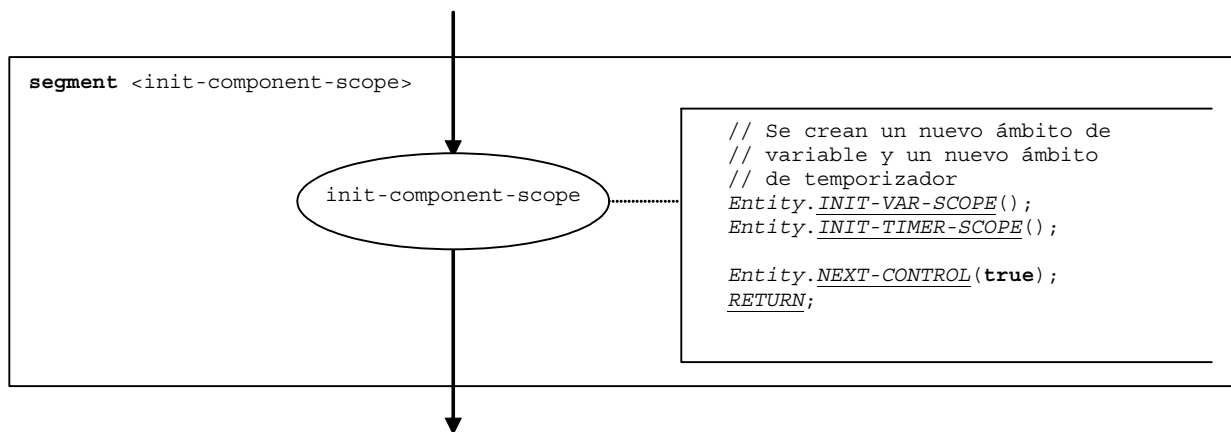 segment <init-component-scope>
init-component-scope
// Se crean un nuevo ámbito de
// variable y un nuevo ámbito
// de temporizador
Entity.INIT-VAR-SCOPE();
Entity.INIT-TIMER-SCOPE();
Entity.NEXT-CONTROL(true);
RETURN;